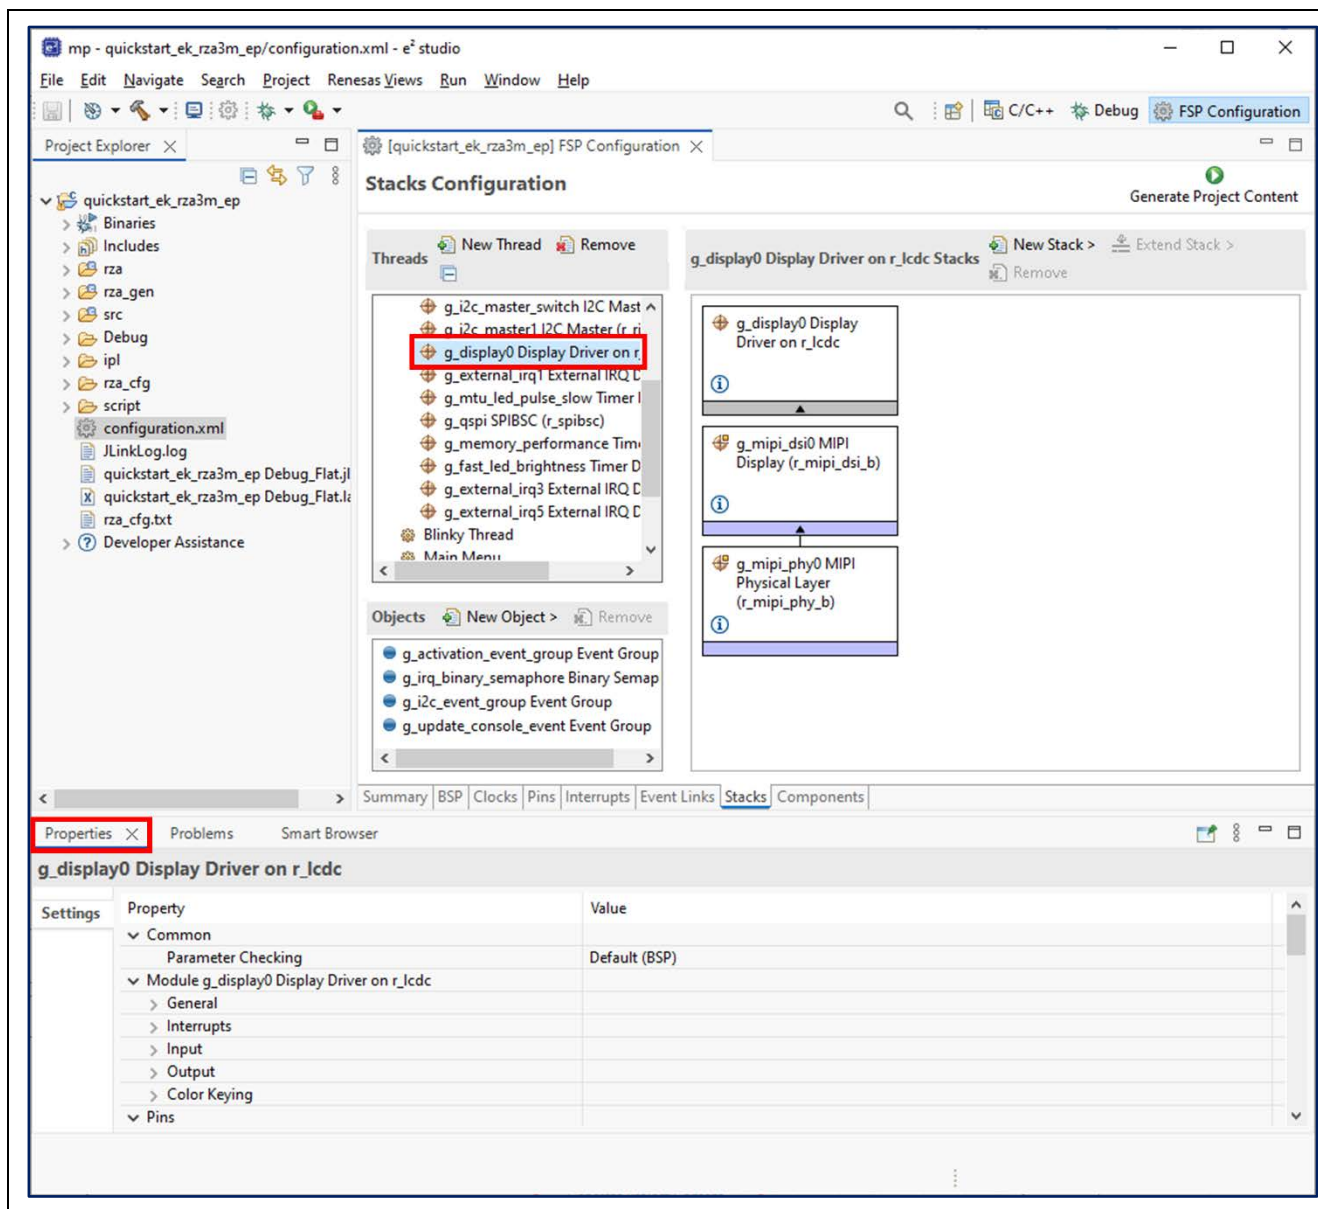 mp - quickstart_ek_rza3m_ep/configuration.xml - e² studio
File Edit Navigate Search Project Renesas Views Run Window Help
C/C++ Debug FSP Configuration
Project Explorer
[quickstart_ek_rza3m_ep] FSP Configuration
Stacks Configuration
Generate Project Content
quickstart_ek_rza3m_ep
Binaries
Includes
rza
rza_gen
src
Debug
ipl
rza_cfg
script
configuration.xml
JLinkLog.log
quickstart_ek_rza3m_ep Debug_Flat.jl
quickstart_ek_rza3m_ep Debug_Flat.la
rza_cfg.txt
Developer Assistance
Threads New Thread Remove
g_i2c_master_switch I2C Mast
g_i2c_master1 I2C Master (r_ri
g_display0 Display Driver on r_
g_external_irq1 External IRQ D
g_mtu_led_pulse_slow Timer I
g_qspi SPIBSC (r_spibsc)
g_memory_performance Time
g_fast_led_brightness Timer D
g_external_irq3 External IRQ D
g_external_irq5 External IRQ D
Blinky Thread
Main Menu
Objects New Object > Remove
g_activation_event_group Event Group
g_irq_binary_semaphore Binary Semap
g_i2c_event_group Event Group
g_update_console_event Event Group
g_display0 Display Driver on r_lcdc Stacks
New Stack > Extend Stack >
Remove
g_display0 Display
Driver on r_lcdc
g_mipi_dsi0 MIPI
Display (r_mipi_dsi_b)
g_mipi_phy0 MIPI
Physical Layer
(r_mipi_phy_b)
Summary BSP Clocks Pins Interrupts Event Links Stacks Components
Properties Problems Smart Browser
g_display0 Display Driver on r_lcdc
Settings
Property Value
Common
Parameter Checking Default (BSP)
Module g_display0 Display Driver on r_lcdc
General
Interrupts
Input
Output
Color Keying
Pins